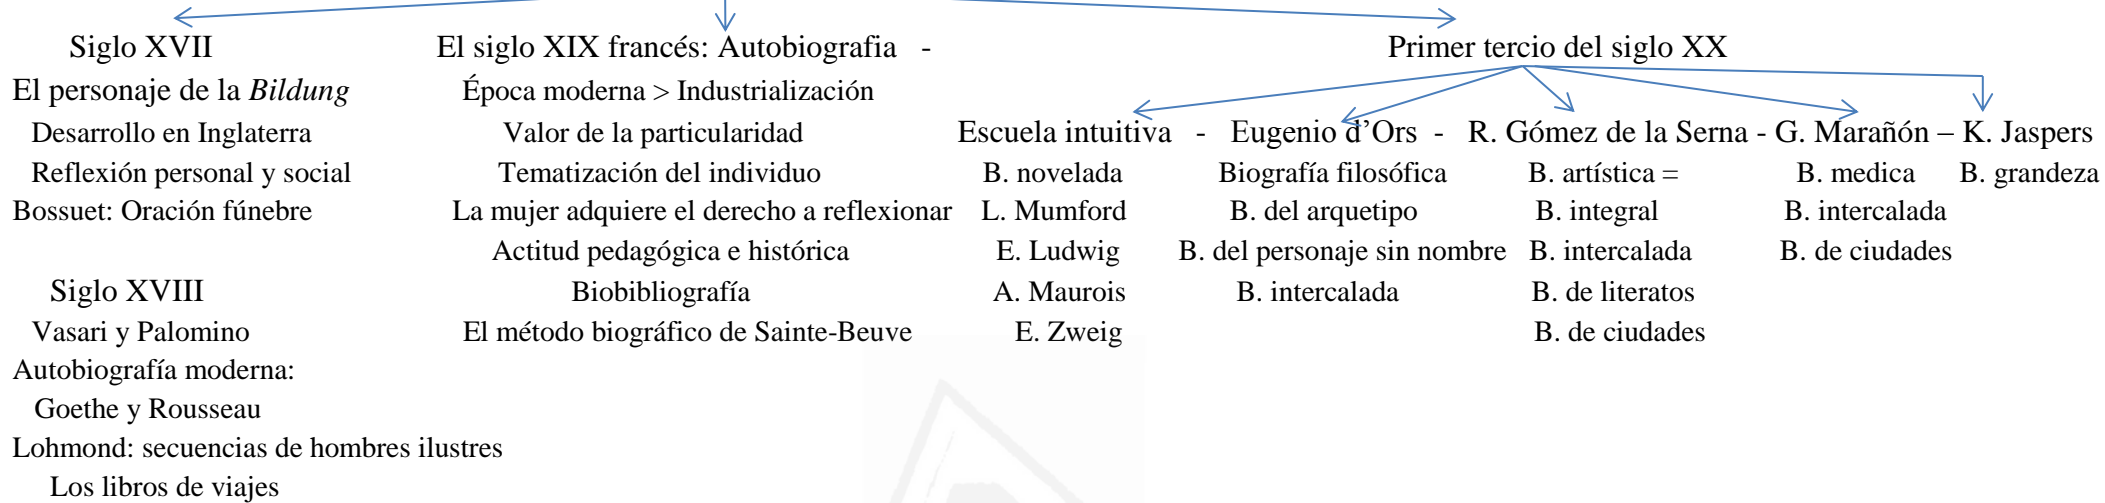 Siglo XVII
El personaje de la Bildung
Desarrollo en Inglaterra
Reflexión personal y social
Bossuet: Oración fúnebre
Siglo XVIII
Vasari y Palomino
Autobiografía moderna:
Goethe y Rousseau
Lohmond: secuencias de hombres ilustres
Los libros de viajes
El siglo XIX francés: Autobiografia -
Época moderna > Industrialización
Valor de la particularidad
Tematización del individuo
La mujer adquiere el derecho a reflexionar
Actitud pedagógica e histórica
Biobibliografía
El método biográfico de Sainte-Beuve
Primer tercio del siglo XX
Escuela intuitiva - Eugenio d’Ors - R. Gómez de la Serna - G. Marañón – K. Jaspers
B. novelada Biografía filosófica B. artística = B. medica B. grandeza
L. Mumford B. del arquetipo B. integral B. intercalada
E. Ludwig B. del personaje sin nombre B. intercalada B. de ciudades
A. Maurois B. intercalada B. de literatos
E. Zweig B. de ciudades